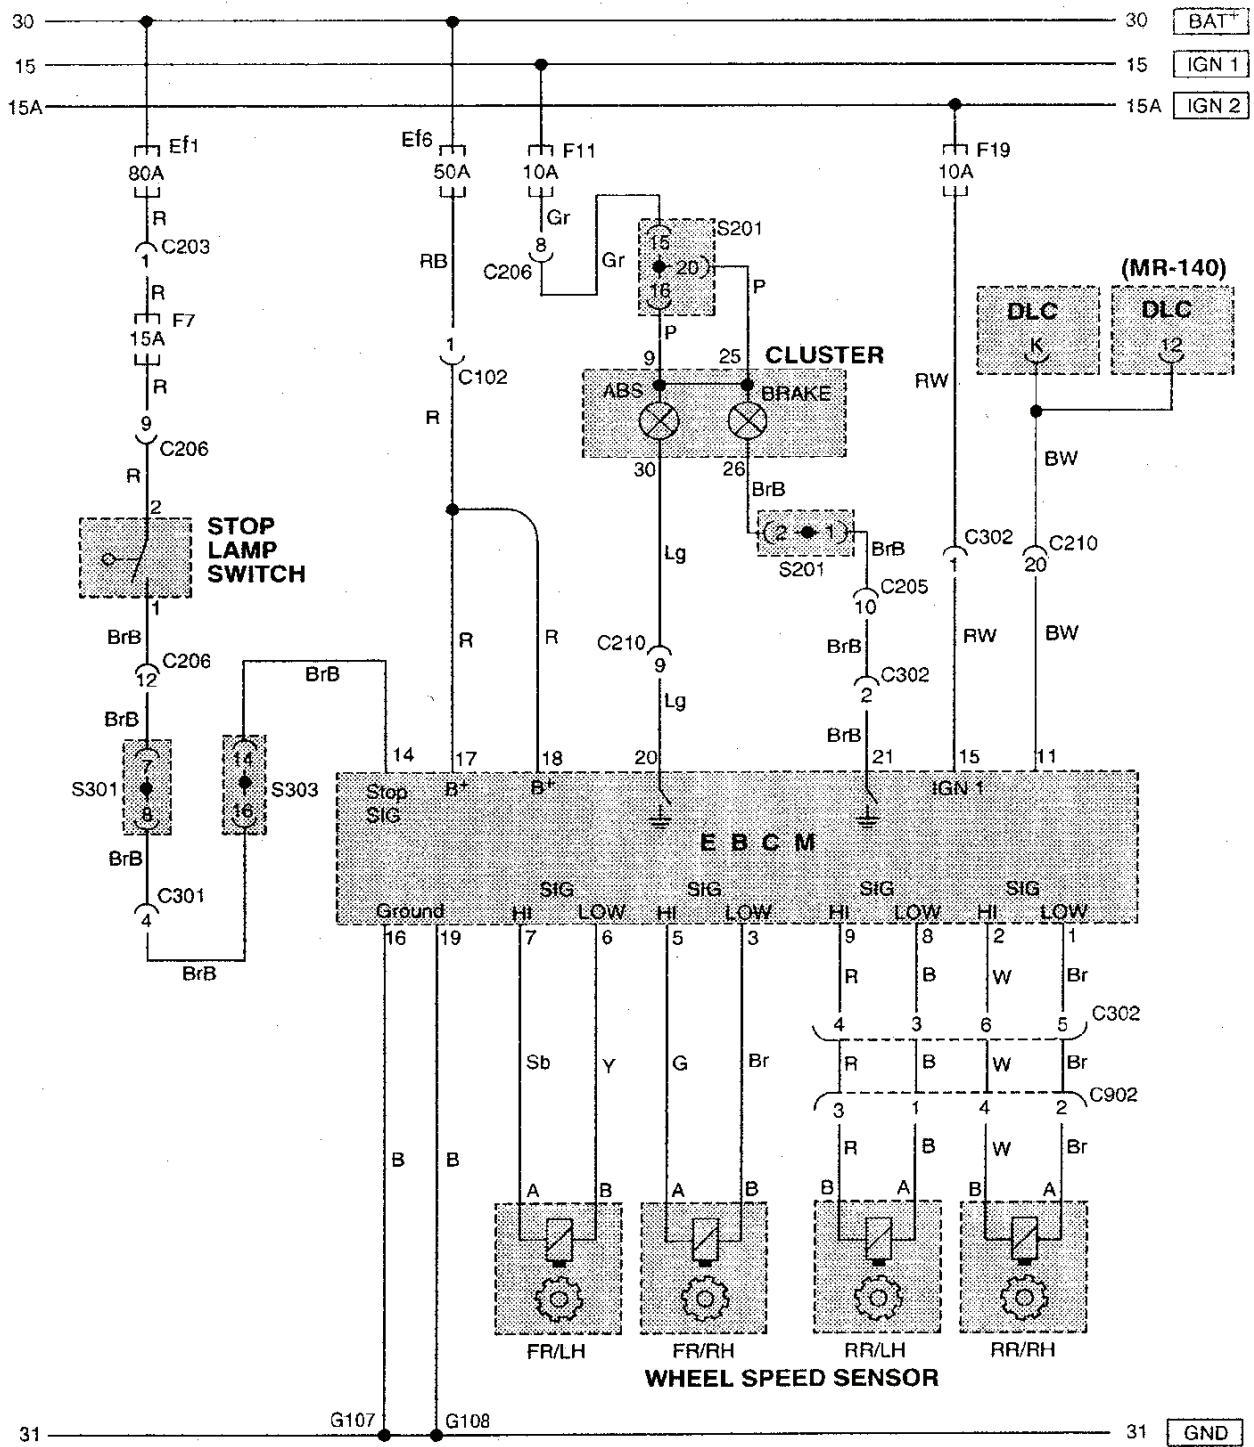 30 30 BAT+
15 15 IGN 1
15A 15A IGN 2
Ef1 Ef6 F11 F19
80A 50A 10A 10A
R Gr S201
C203 8 15
1 RB C206 Gr 20
16 P
(MR-140)
R DLC DLC
F7 K 12
15A 1 P
9 25 CLUSTER
R C102 ABS BRAKE RW
9 R
C206 30 26 BW
R BrB
2
STOP
LAMP
SWITCH
2 1 BrB
S201
C302 C210
1 20
Lg C205
10
1
BrB R R C210 BrB RW BW
C206 9 C302
12 BrB 2
BrB Lg BrB
14 17 18 20 21 15 11
7 14
S301 S303
8 16
Stop
SIG
B+ B+ IGN 1
E B C M
BrB
C301
4
BrB
SIG SIG SIG SIG
Ground HI LOW HI LOW HI LOW HI LOW
16 19 7 6 5 3 9 8 2 1
R B W Br
4 3 6 5 C302
Sb Y G Br R B W Br
3 1 4 2 C902
B B R B W Br
A B A B B A B A
FR/LH FR/RH RR/LH RR/RH
WHEEL SPEED SENSOR
G107 G108
31 31 GND